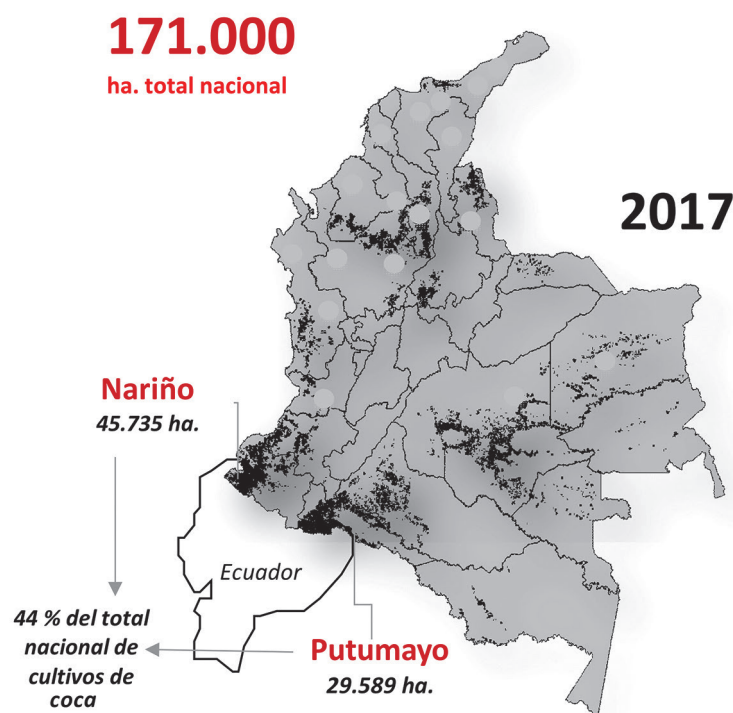 171.000
ha. total nacional
2017
Nariño
45.735 ha.
Ecuador
44 % del total
nacional de
cultivos de
coca
Putumayo
29.589 ha.